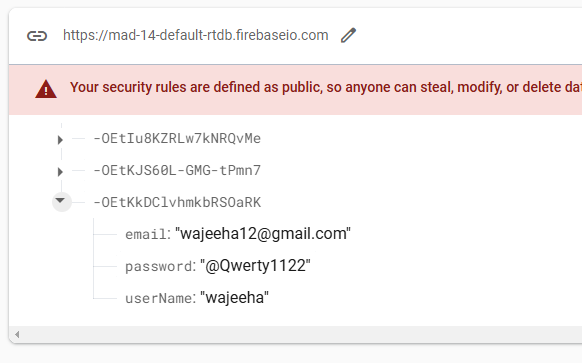 https://mad-14-default-rtdb.firebaseio.com
Your security rules are defined as public, so anyone can steal, modify, or delete dat
-OEtIu8KZRLw7kNRQvMe
-OEtKJS60L-GMG-tPmn7
-OEtKkDClvhmkbRSOaRK
email: "wajeeha12@gmail.com"
password: "@Qwerty1122"
userName: "wajeeha"